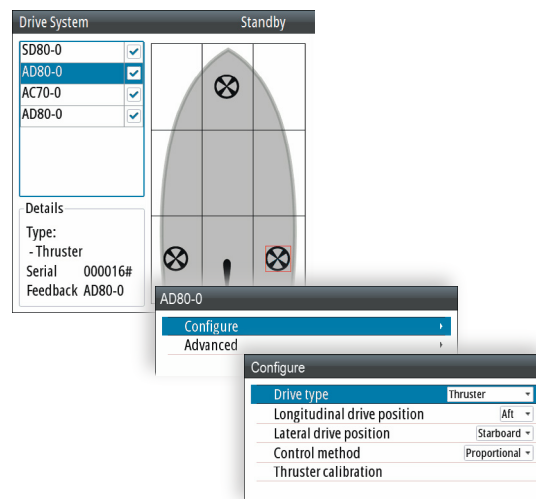 Drive System Standby
SD80-0
AD80-0
AC70-0
AD80-0
Details
Type:
- Thruster
Serial 000016#
Feedback AD80-0
AD80-0
Configure
Advanced
Configure
Drive type Thruster
Longitudinal drive position Aft
Lateral drive position Starboard
Control method Proportional
Thruster calibration